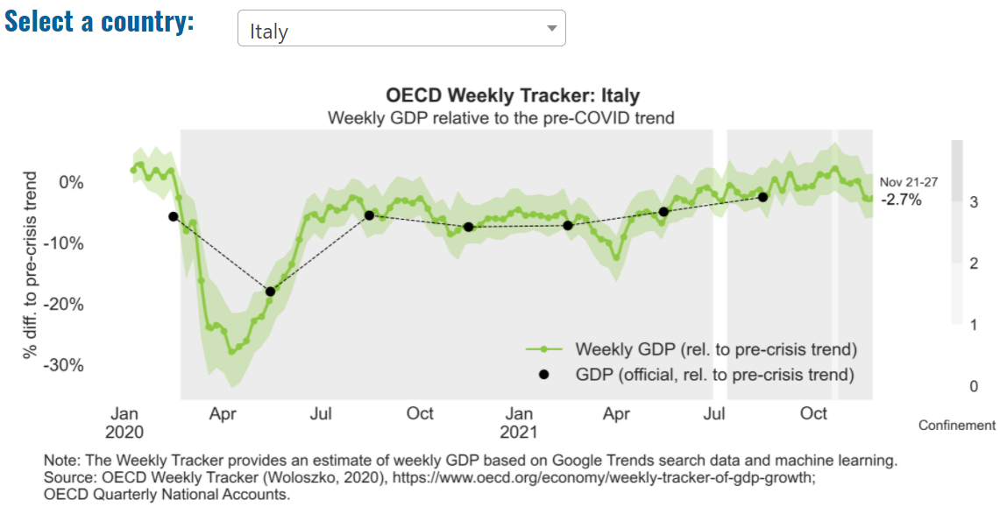 Select a country:
Italy
OECD Weekly Tracker: Italy
Weekly GDP relative to the pre-COVID trend
% diff. to pre-crisis trend
0%
-10%
-20%
-30%
Nov 21-27
-2.7%
3
2
1
0
Confinement
Weekly GDP (rel. to pre-crisis trend)
GDP (official, rel. to pre-crisis trend)
Jan Apr Jul Oct Jan Apr Jul Oct
2020 2021
Note: The Weekly Tracker provides an estimate of weekly GDP based on Google Trends search data and machine learning.
Source: OECD Weekly Tracker (Woloszko, 2020), https://www.oecd.org/economy/weekly-tracker-of-gdp-growth;
OECD Quarterly National Accounts.